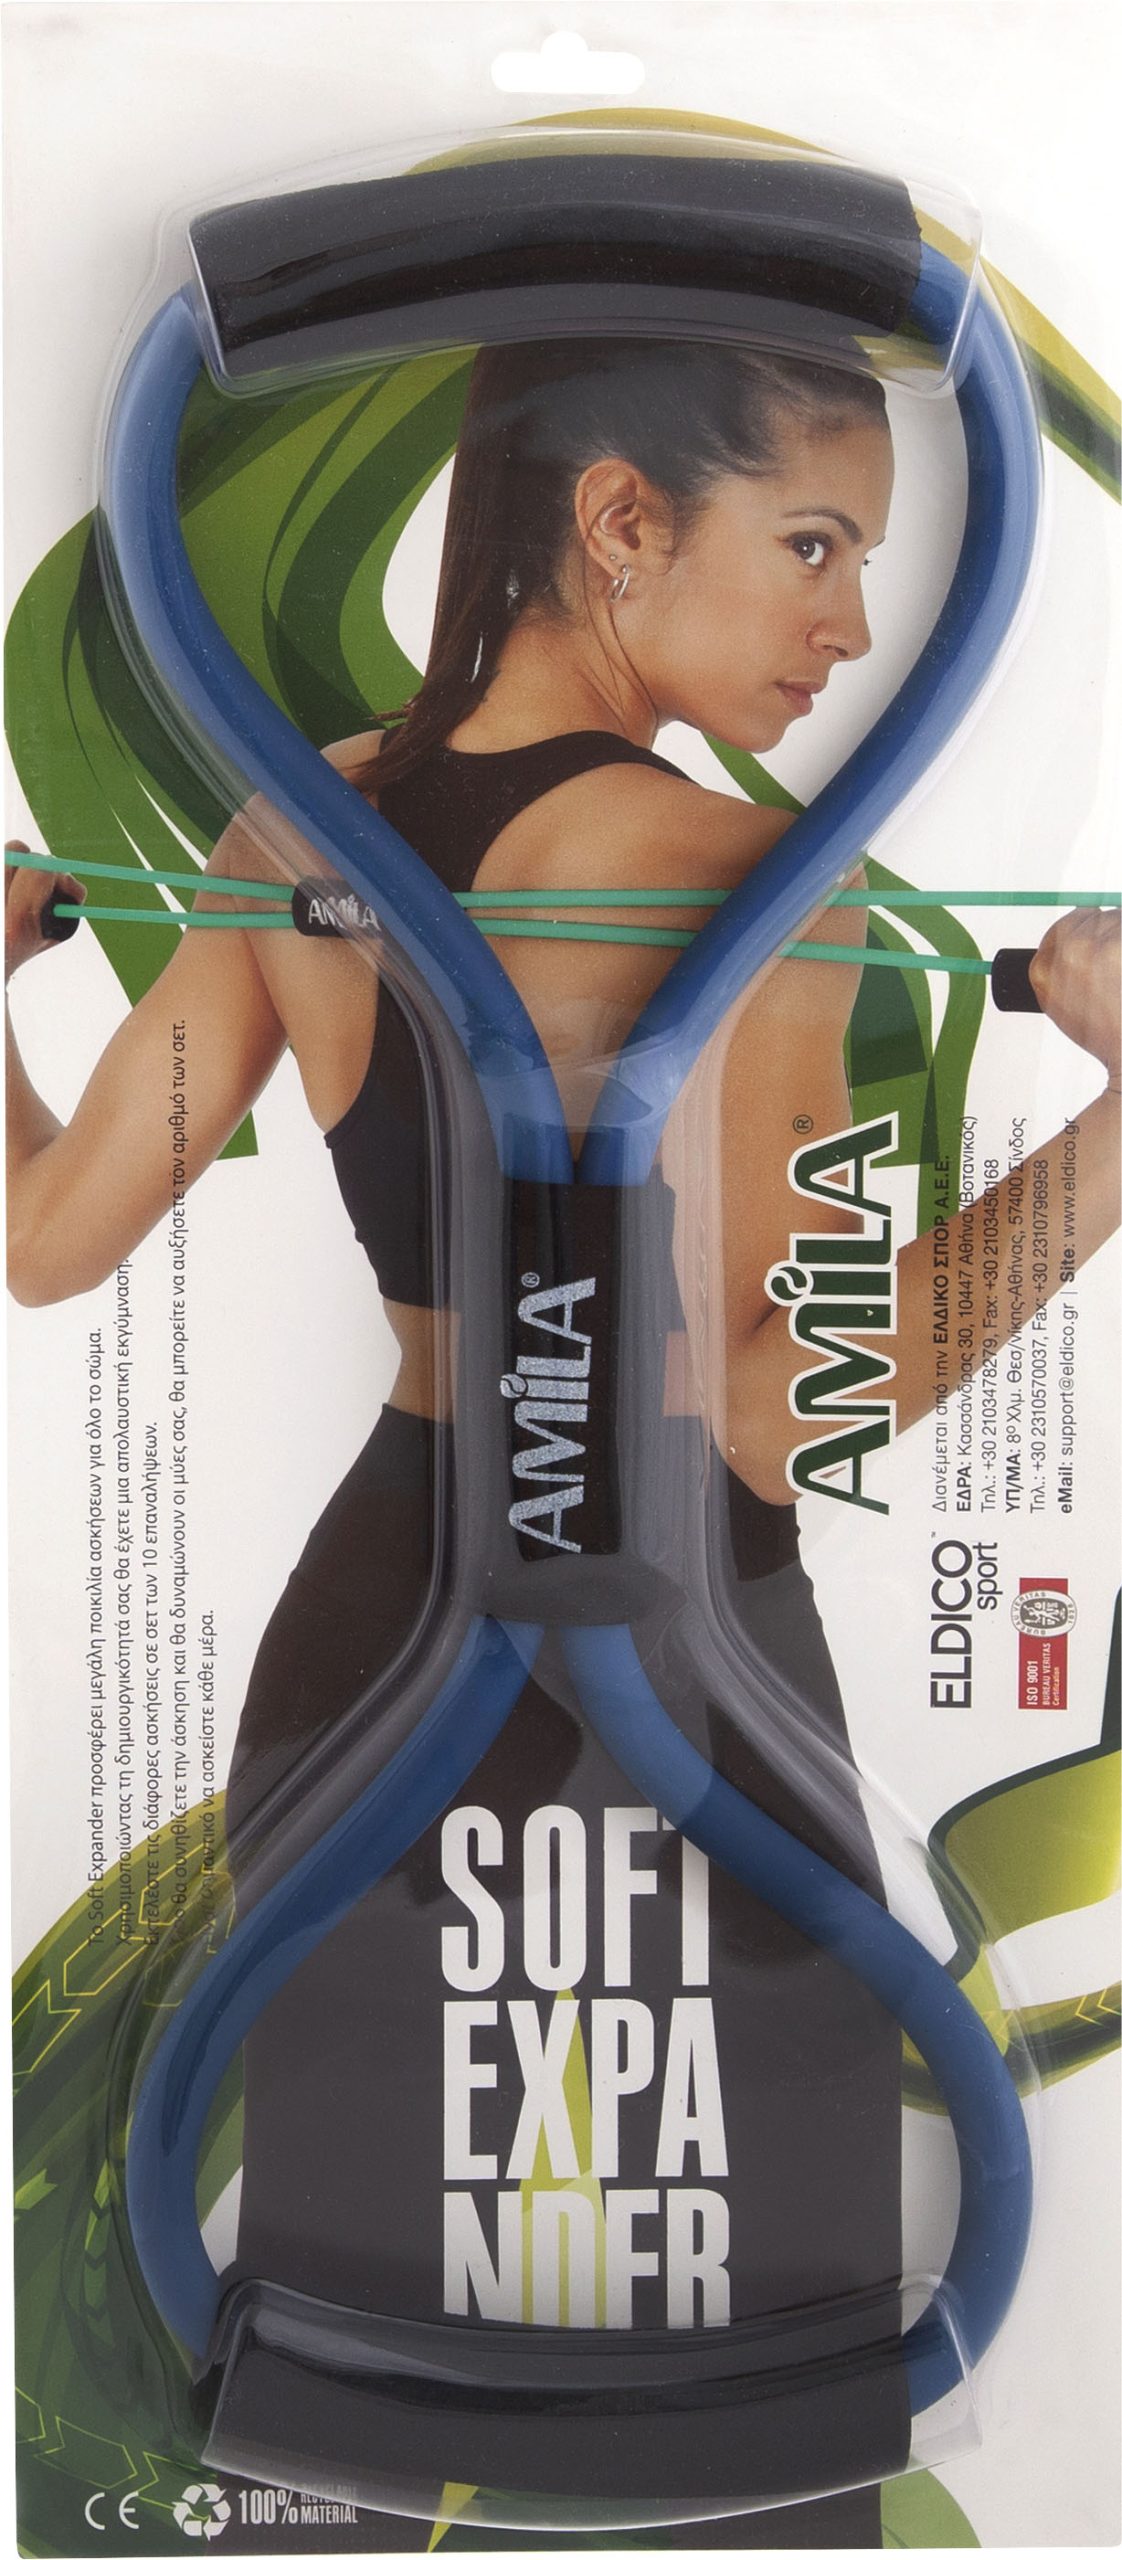 AMILA
Το Soft Expander προσφέρει μεγάλη ποικιλία ασκήσεων για όλο το σώμα.
Χρησιμοποιώντας τη δημιουργικότητά σας θα έχετε μια απολαυστική εκγύμναση.
Εκτελέστε τις διάφορες ασκήσεις σε σετ των 10 επαναλήψεων.
θα συνηθίζετε την άσκηση και θα δυναμώνουν οι μύες σας, θα μπορείτε να αυξήσετε τον αριθμό των σετ.
να ασκείστε κάθε μέρα.
AMILA®
AMILA®
Διανέμεται από την ΕΛΔΙΚΟ ΣΠΟΡ Α.Ε.Ε.
ΕΔΡΑ: Κασσάνδρας 30, 10447 Αθήνα (Βοτανικός)
Τηλ.: +30 2103478279, Fax: +30 2103450168
ΥΠ/ΜΑ: 8º Χλμ. Θεσ/νίκης-Αθήνας, 57400 Σίνδος
Τηλ.: +30 2310570037, Fax: +30 2310796958
eMail: support@eldico.gr | Site: www.eldico.gr
ELDICO™
sport
ISO 9001
BUREAU VERITAS
Certification
SOFT
EXPA
NDER
CE
100% RECYCLABLE
MATERIAL